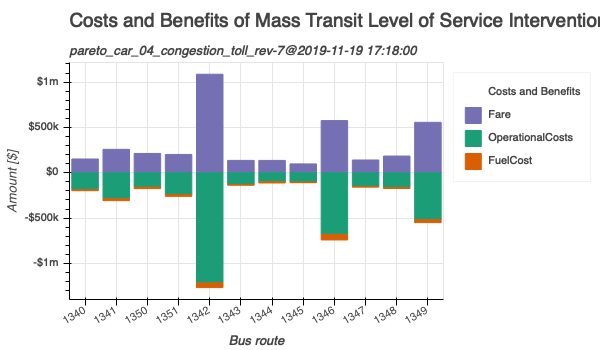 Costs and Benefits of Mass Transit Level of Service Intervention
pareto_car_04_congestion_toll_rev-7@2019-11-19 17:18:00
Amount [$]
$1m
$500k
$0
-$500k
-$1m
1340 1341 1350 1351 1342 1343 1344 1345 1346 1347 1348 1349
Bus route
Costs and Benefits
Fare
OperationalCosts
FuelCost